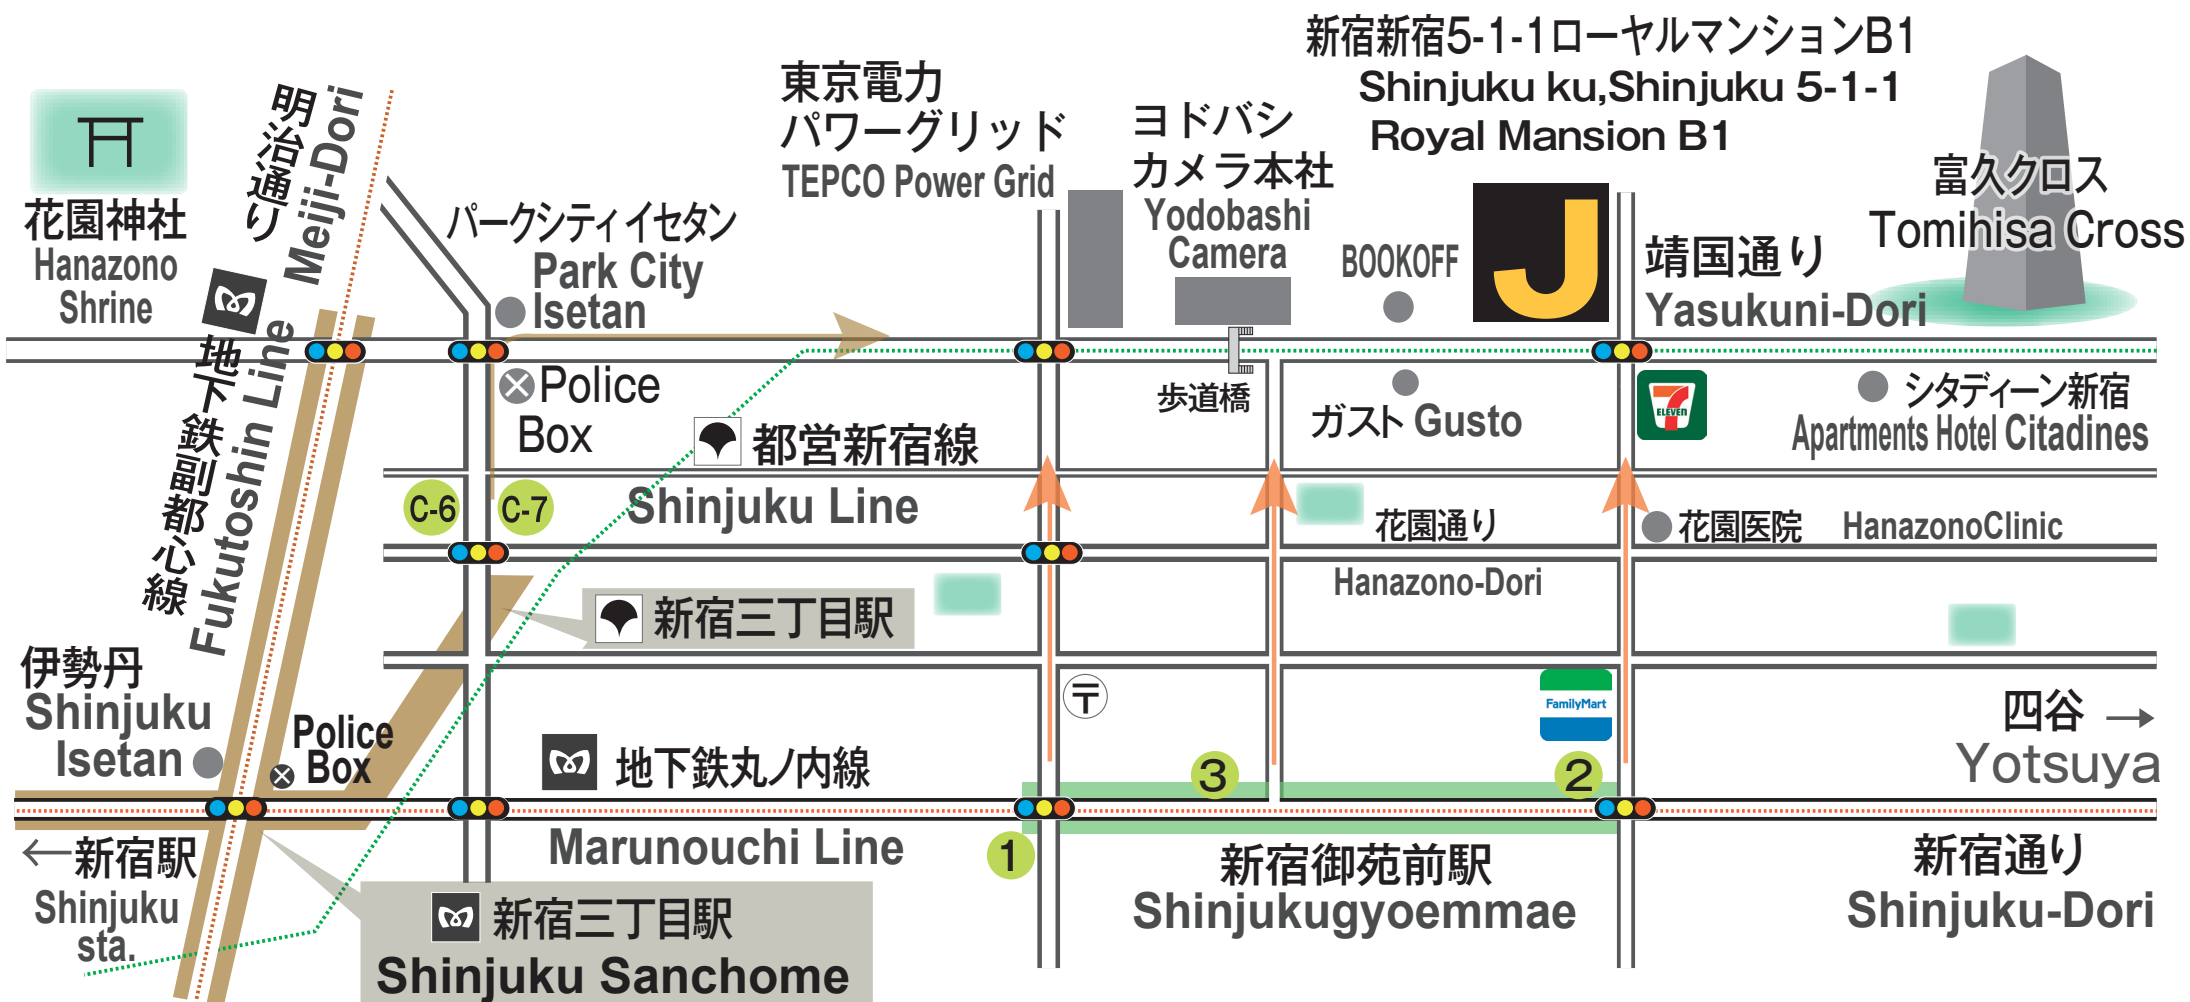 新宿新宿5-1-1ローヤルマンションB1
Shinjuku ku,Shinjuku 5-1-1
Royal Mansion B1
東京電力
パワーグリッド
TEPCO Power Grid
ヨドバシ
カメラ本社
Yodobashi
Camera
BOOKOFF
J
富久クロス
Tomihisa Cross
靖国通り
Yasukuni-Dori
花園神社
Hanazono
Shrine
明治通り
Meiji-Dori
パークシティイセタン
Park City
Isetan
地下鉄副都心線
Fukutoshin Line
Police
Box
都営新宿線
Shinjuku Line
歩道橋
ガスト Gusto
7
ELEVEN
シタディーン新宿
Apartments Hotel Citadines
C-6
C-7
花園通り
Hanazono-Dori
花園医院 HanazonoClinic
新宿三丁目駅
伊勢丹
Shinjuku
Isetan
Police
Box
〒
FamilyMart
四谷 →
Yotsuya
地下鉄丸ノ内線
Marunouchi Line
3
2
1
←新宿駅
Shinjuku
sta.
新宿三丁目駅
Shinjuku Sanchome
新宿御苑前駅
Shinjukugyoemmae
新宿通り
Shinjuku-Dori